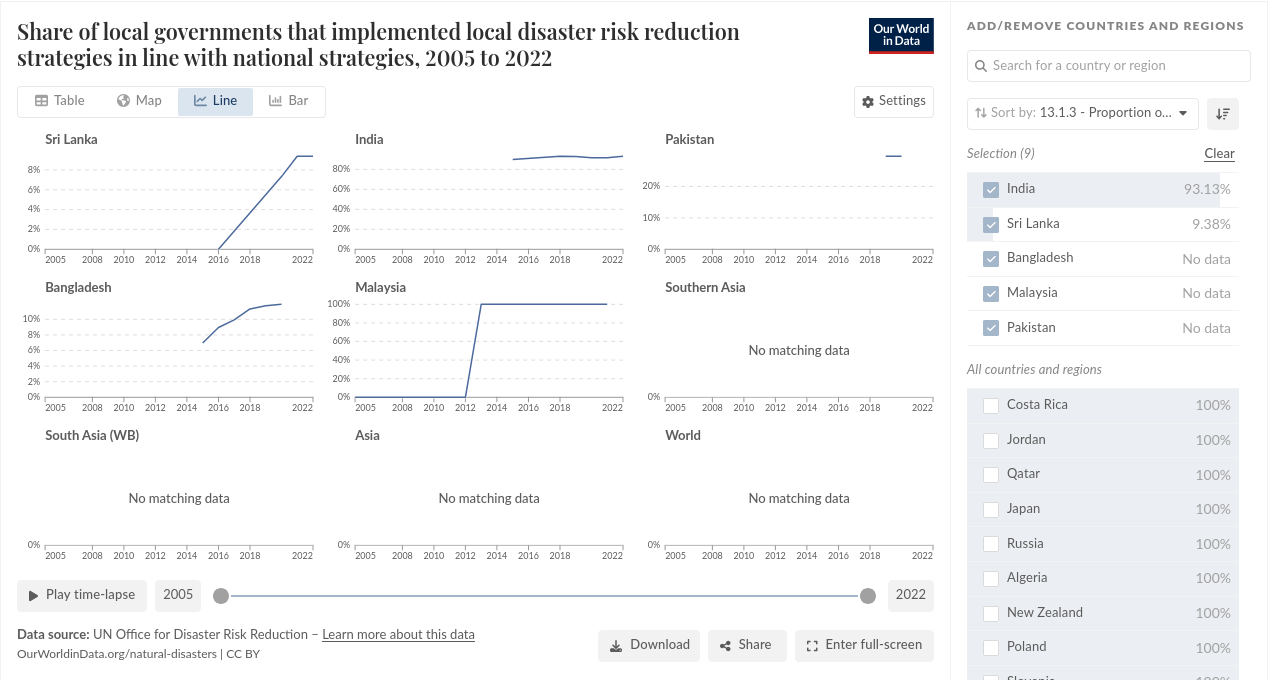 Share of local governments that implemented local disaster risk reduction
strategies in line with national strategies, 2005 to 2022
Our World
in Data
Table
Map
Line
Bar
Settings
Sri Lanka
8%
6%
4%
2%
0%
2005 2008 2010 2012 2014 2016 2018 2022
India
80%
60%
40%
20%
0%
2005 2008 2010 2012 2014 2016 2018 2022
Pakistan
20%
10%
0%
2005 2008 2010 2012 2014 2016 2018 2022
Bangladesh
10%
8%
6%
4%
2%
0%
2005 2008 2010 2012 2014 2016 2018 2022
Malaysia
100%
80%
60%
40%
20%
0%
2005 2008 2010 2012 2014 2016 2018 2022
Southern Asia
No matching data
0%
2005 2008 2010 2012 2014 2016 2018 2022
South Asia (WB)
No matching data
0%
2005 2008 2010 2012 2014 2016 2018 2022
Asia
No matching data
0%
2005 2008 2010 2012 2014 2016 2018 2022
World
No matching data
0%
2005 2008 2010 2012 2014 2016 2018 2022
Play time-lapse
2005
2022
Data source: UN Office for Disaster Risk Reduction – Learn more about this data
OurWorldinData.org/natural-disasters | CC BY
Download
Share
Enter full-screen
ADD/REMOVE COUNTRIES AND REGIONS
Search for a country or region
Sort by: 13.1.3 - Proportion o...
Selection (9)
Clear
India 93.13%
Sri Lanka 9.38%
Bangladesh No data
Malaysia No data
Pakistan No data
All countries and regions
Costa Rica 100%
Jordan 100%
Qatar 100%
Japan 100%
Russia 100%
Algeria 100%
New Zealand 100%
Poland 100%